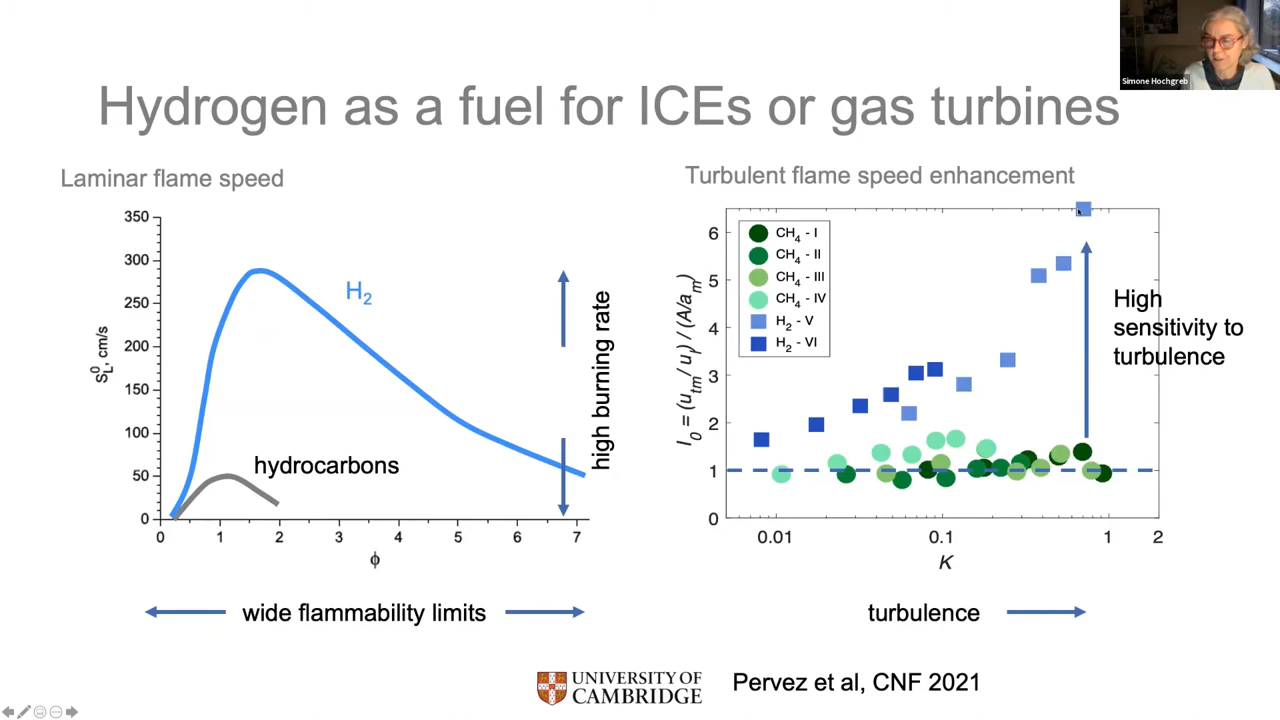 Simone Hochgreb
Hydrogen as a fuel for ICEs or gas turbines
Laminar flame speed
350
300
250
200
150
100
50
0
S_L^0, cm/s
H₂
hydrocarbons
high burning rate
0 1 2 3 4 5 6 7
ϕ
wide flammability limits
Turbulent flame speed enhancement
6
5
4
3
2
1
0
I₀ = (u_tm / u_l) / (A/a_m)
CH₄ - I
CH₄ - II
CH₄ - III
CH₄ - IV
H₂ - V
H₂ - VI
High
sensitivity to
turbulence
0.01 0.1 1 2
K
turbulence
UNIVERSITY OF
CAMBRIDGE
Pervez et al, CNF 2021